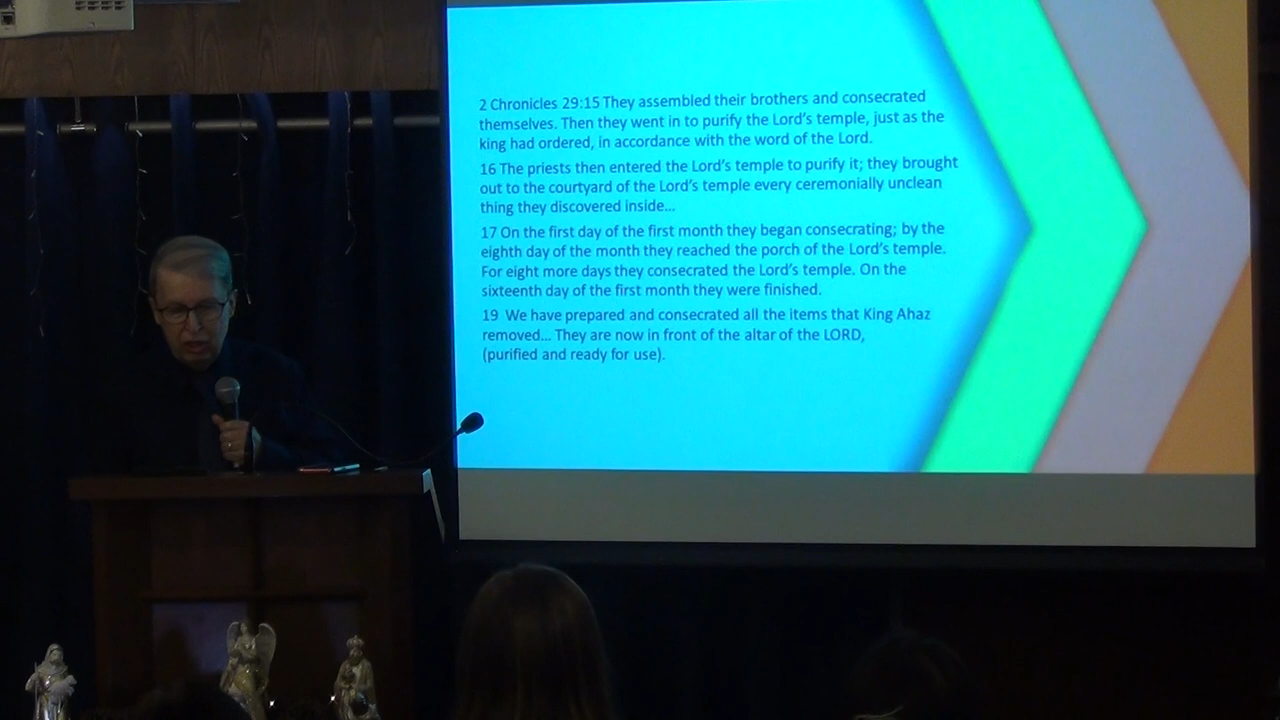 2 Chronicles 29:15 They assembled their brothers and consecrated
themselves. Then they went in to purify the Lord's temple, just as the
king had ordered, in accordance with the word of the Lord.
16 The priests then entered the Lord's temple to purify it; they brought
out to the courtyard of the Lord's temple every ceremonially unclean
thing they discovered inside...
17 On the first day of the first month they began consecrating; by the
eighth day of the month they reached the porch of the Lord's temple.
For eight more days they consecrated the Lord's temple. On the
sixteenth day of the first month they were finished.
19 We have prepared and consecrated all the items that King Ahaz
removed... They are now in front of the altar of the LORD,
(purified and ready for use).